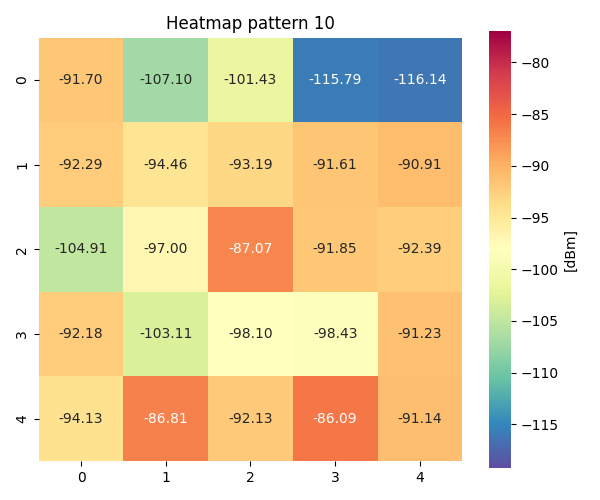 Heatmap pattern 10
0 -91.70 -107.10 -101.43 -115.79 -116.14
1 -92.29 -94.46 -93.19 -91.61 -90.91
2 -104.91 -97.00 -87.07 -91.85 -92.39
3 -92.18 -103.11 -98.10 -98.43 -91.23
4 -94.13 -86.81 -92.13 -86.09 -91.14
0 1 2 3 4
−80
−85
−90
−95
−100
−105
−110
−115
[dBm]